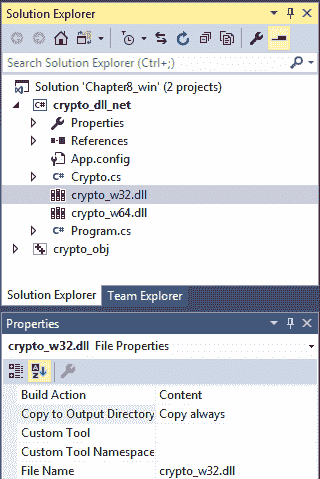 Solution Explorer
Search Solution Explorer (Ctrl+;)
Solution 'Chapter8_win' (2 projects)
C# crypto_dll_net
Properties
References
App.config
C# Crypto.cs
crypto_w32.dll
crypto_w64.dll
C# Program.cs
crypto_obj
Solution Explorer Team Explorer
Properties
crypto_w32.dll File Properties
Build Action Content
Copy to Output Directory Copy always
Custom Tool
Custom Tool Namespace
File Name crypto_w32.dll